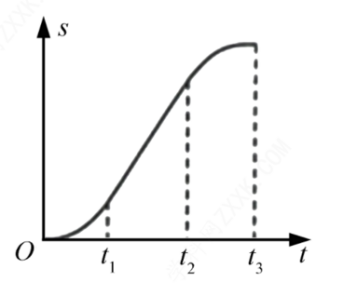 s
O t₁ t₂ t₃ t